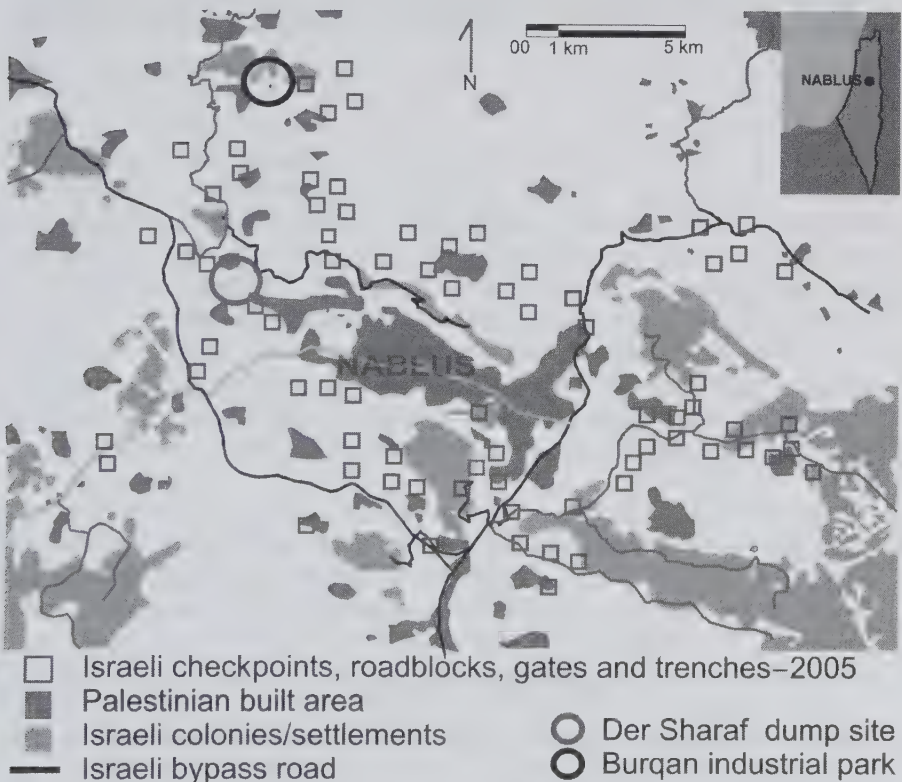 00 1 km 5 km
N
NABLUS
NABLUS
Israeli checkpoints, roadblocks, gates and trenches–2005
Palestinian built area
Israeli colonies/settlements
Israeli bypass road
Der Sharaf dump site
Burqan industrial park